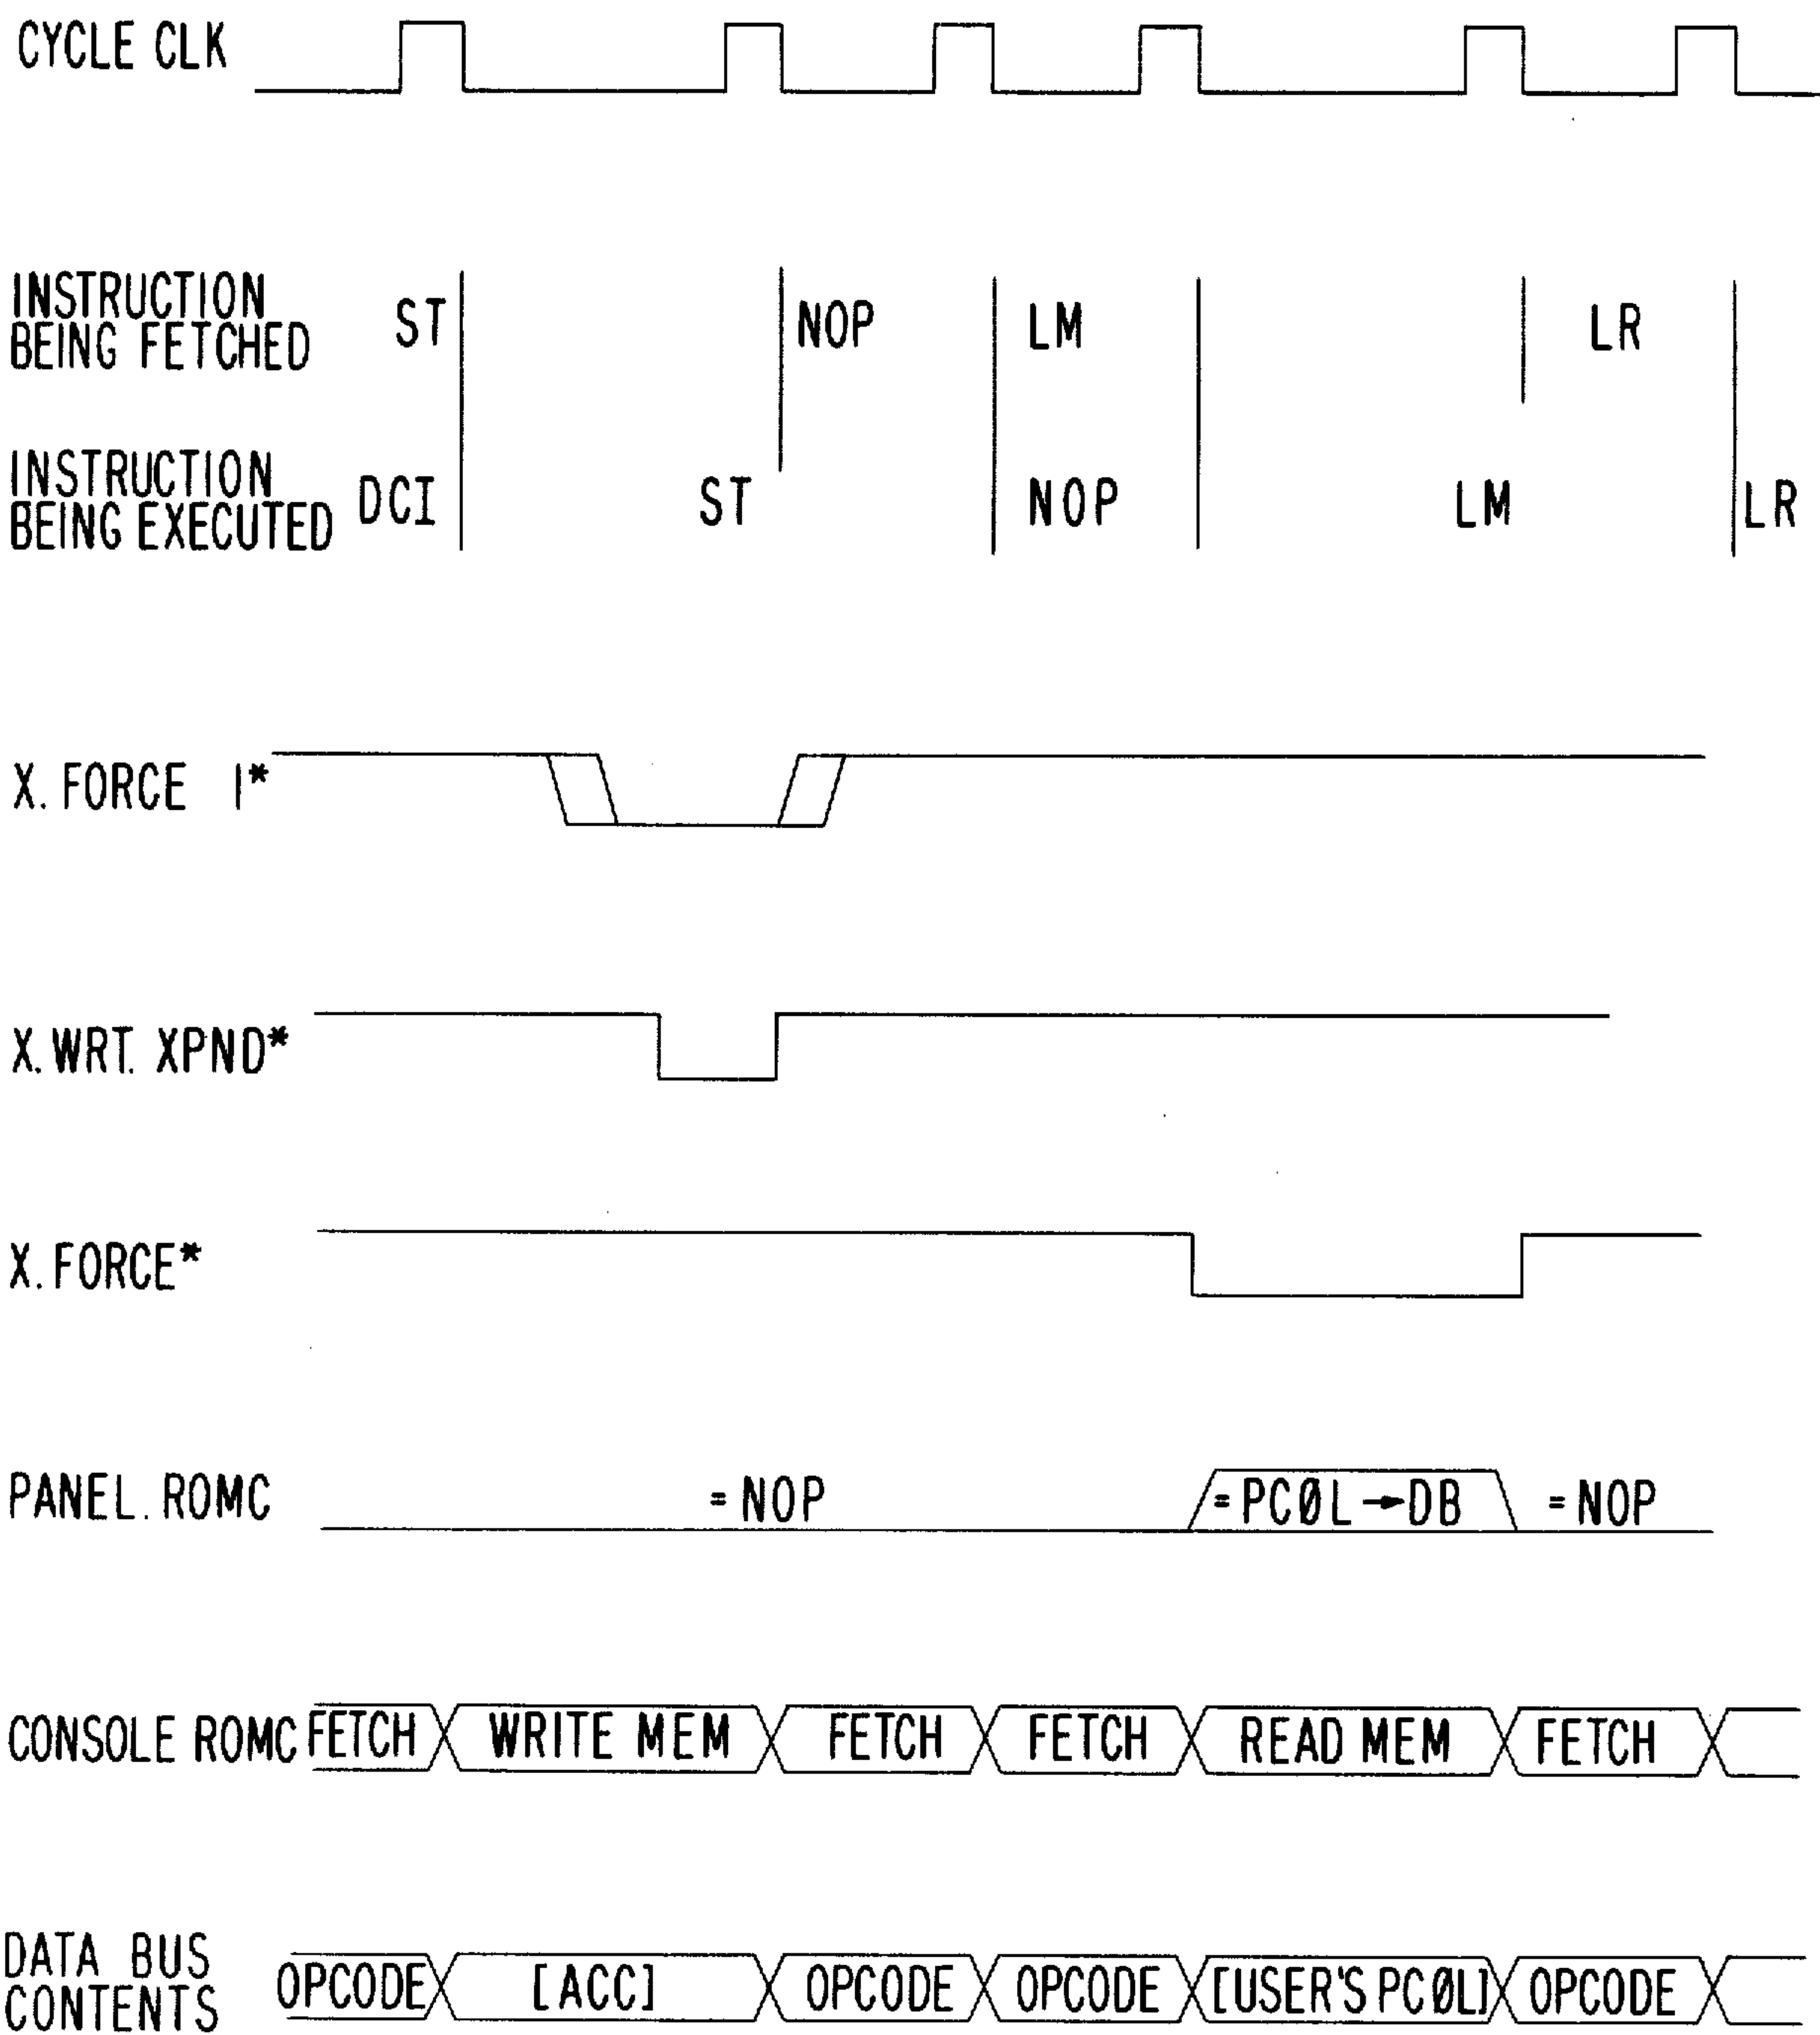 CYCLE CLK
INSTRUCTION
BEING FETCHED
ST NOP LM LR
INSTRUCTION
BEING EXECUTED
DCI ST NOP LM LR
X. FORCE 1*
X. WRT. XPND*
X. FORCE*
PANEL. ROMC = NOP = PCØL → DB = NOP
CONSOLE ROMC FETCH WRITE MEM FETCH FETCH READ MEM FETCH
DATA BUS
CONTENTS
OPCODE [ACC] OPCODE OPCODE [USER'S PCØL] OPCODE